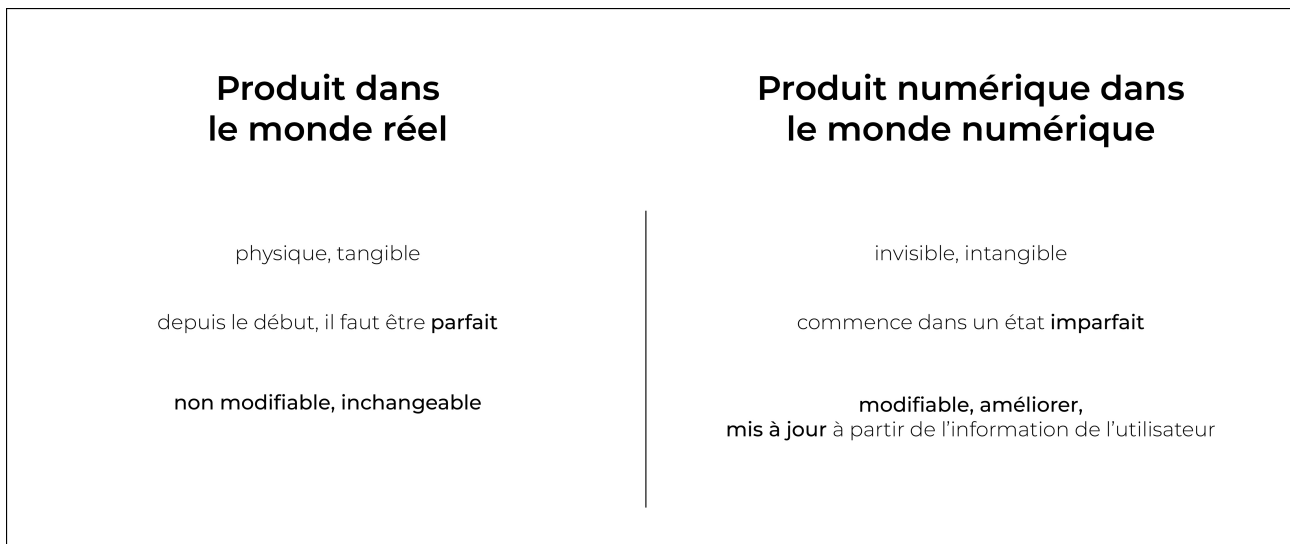 Produit dans
le monde réel
physique, tangible
depuis le début, il faut être parfait
non modifiable, inchangeable
Produit numérique dans
le monde numérique
invisible, intangible
commence dans un état imparfait
modifiable, améliorer,
mis à jour à partir de l'information de l'utilisateur